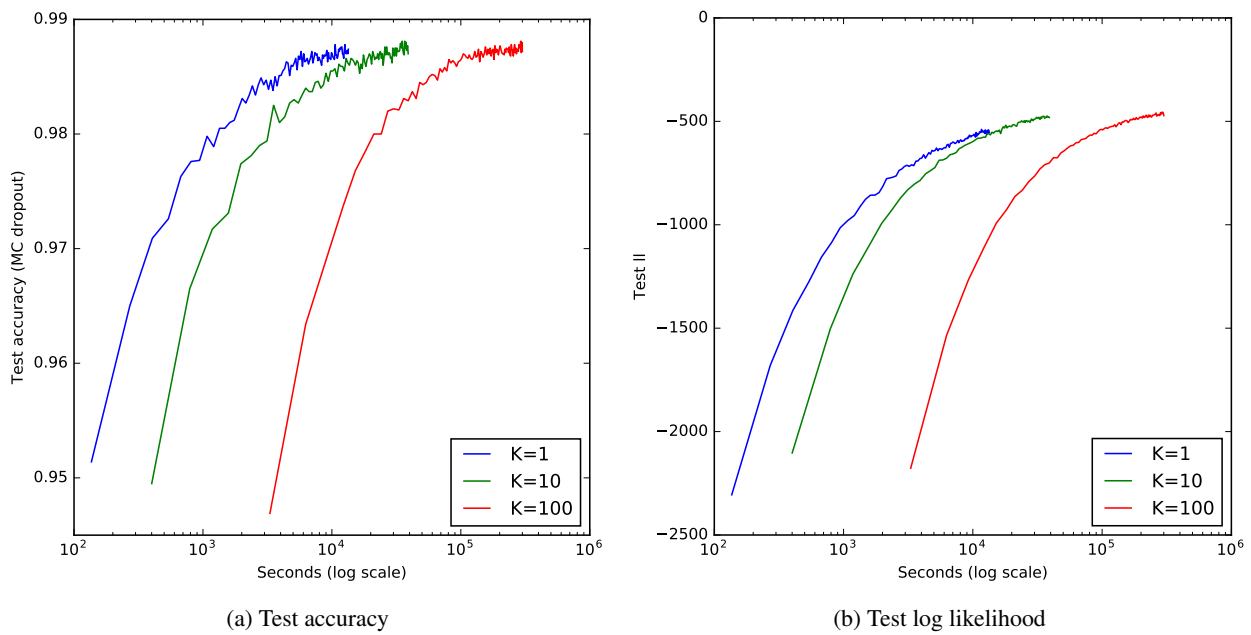 0.99
0.98
0.97
0.96
0.95
Test accuracy (MC dropout)
10^2 10^3 10^4 10^5 10^6
Seconds (log scale)
K=1
K=10
K=100
(a) Test accuracy
0
−500
−1000
−1500
−2000
−2500
Test ll
10^2 10^3 10^4 10^5 10^6
Seconds (log scale)
K=1
K=10
K=100
(b) Test log likelihood